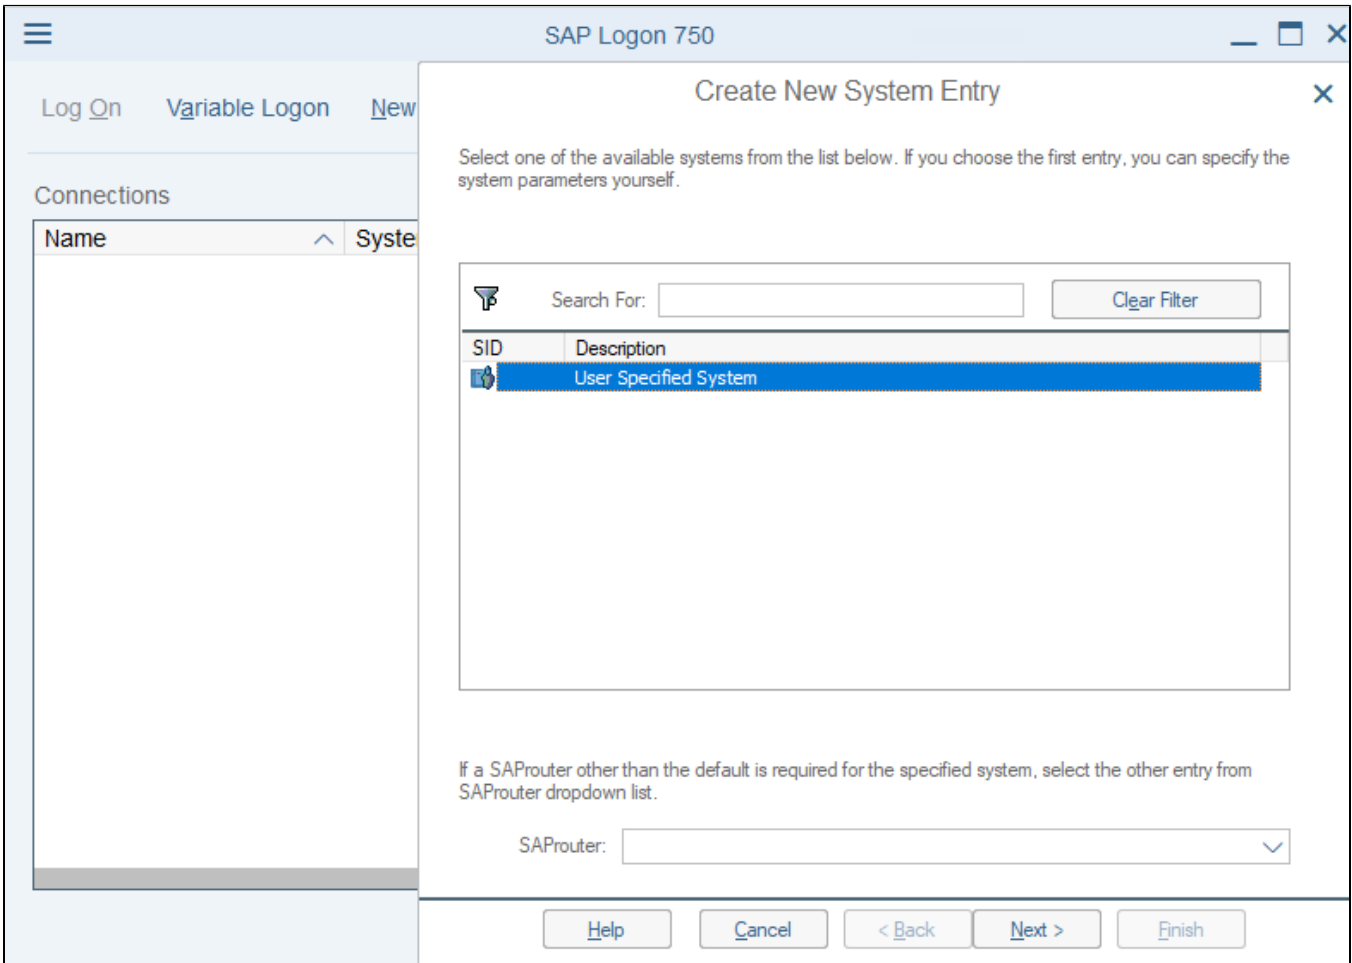 SAP Logon 750
Log On Variable Logon New
Connections
Name Syste
Create New System Entry
Select one of the available systems from the list below. If you choose the first entry, you can specify the
system parameters yourself.
Search For: Clear Filter
SID Description
User Specified System
If a SAProuter other than the default is required for the specified system, select the other entry from
SAProuter dropdown list.
SAProuter:
Help Cancel < Back Next > Finish